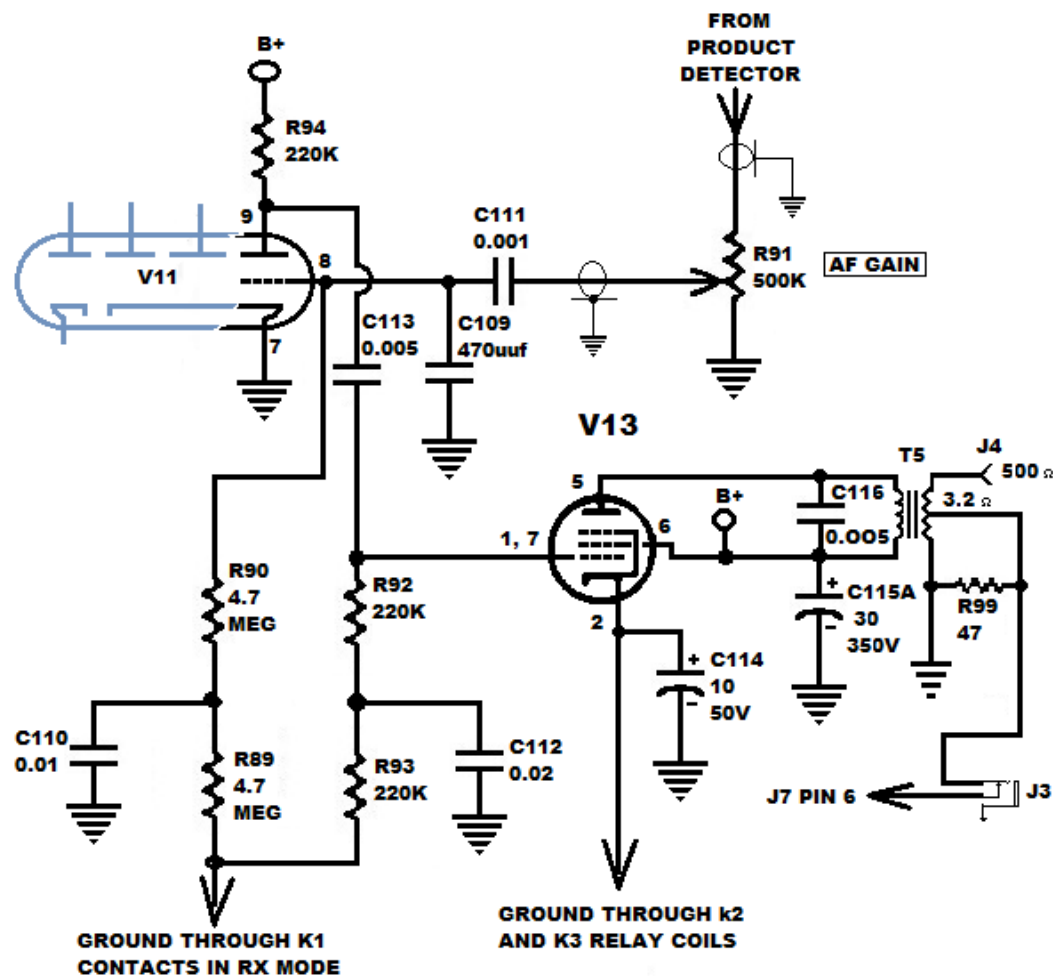 FROM
PRODUCT
DETECTOR
B+
R94
220K
9
C111
0.001
8
V11
R91
500K
AF GAIN
7
C113
0.005
C109
470uuf
V13
T5
J4
500 Ω
5
C116
0.OO5
3.2 Ω
B+
1, 7
6
R90
4.7
MEG
R92
220K
2
C115A
30
350V
+
-
R99
47
+
-
C114
10
50V
C110
0.01
R89
4.7
MEG
R93
220K
C112
0.02
J7 PIN 6
J3
GROUND THROUGH K1
CONTACTS IN RX MODE
GROUND THROUGH k2
AND K3 RELAY COILS